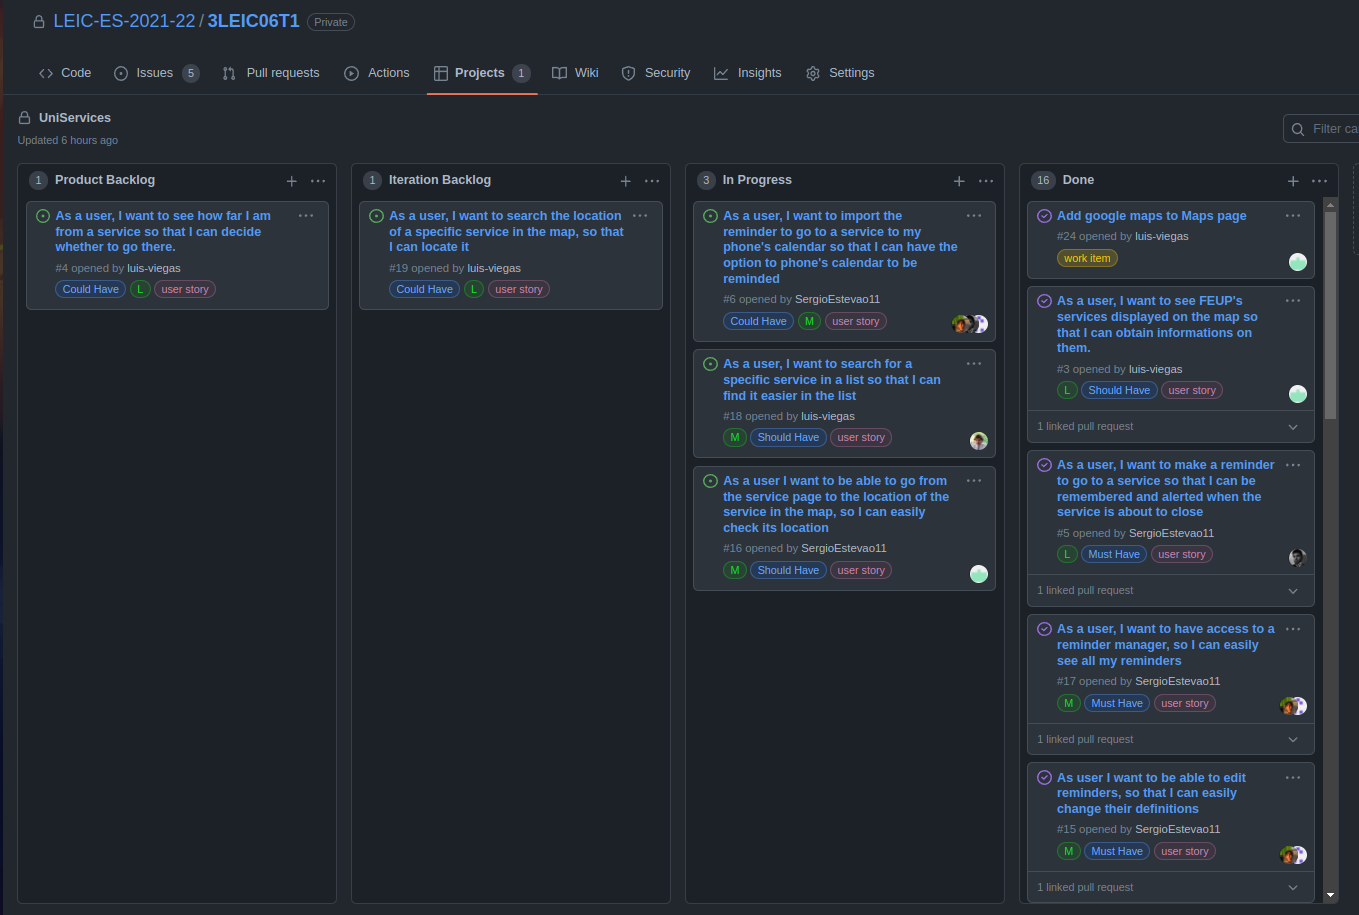 LEIC-ES-2021-22 / 3LEIC06T1 Private
Code Issues 5 Pull requests Actions Projects 1 Wiki Security Insights Settings
UniServices
Updated 6 hours ago
Filter ca
1 Product Backlog
As a user, I want to see how far I am
from a service so that I can decide
whether to go there.
#4 opened by luis-viegas
Could Have L user story
1 Iteration Backlog
As a user, I want to search the location
of a specific service in the map, so that
I can locate it
#19 opened by luis-viegas
Could Have L user story
3 In Progress
As a user, I want to import the
reminder to go to a service to my
phone's calendar so that I can have the
option to phone's calendar to be
reminded
#6 opened by SergioEstevao11
Could Have M user story
As a user, I want to search for a
specific service in a list so that I can
find it easier in the list
#18 opened by luis-viegas
M Should Have user story
As a user I want to be able to go from
the service page to the location of the
service in the map, so I can easily
check its location
#16 opened by SergioEstevao11
M Should Have user story
16 Done
Add google maps to Maps page
#24 opened by luis-viegas
work item
As a user, I want to see FEUP's
services displayed on the map so
that I can obtain informations on
them.
#3 opened by luis-viegas
L Should Have user story
1 linked pull request
As a user, I want to make a reminder
to go to a service so that I can be
remembered and alerted when the
service is about to close
#5 opened by SergioEstevao11
L Must Have user story
1 linked pull request
As a user, I want to have access to a
reminder manager, so I can easily
see all my reminders
#17 opened by SergioEstevao11
M Must Have user story
1 linked pull request
As user I want to be able to edit
reminders, so that I can easily
change their definitions
#15 opened by SergioEstevao11
M Must Have user story
1 linked pull request